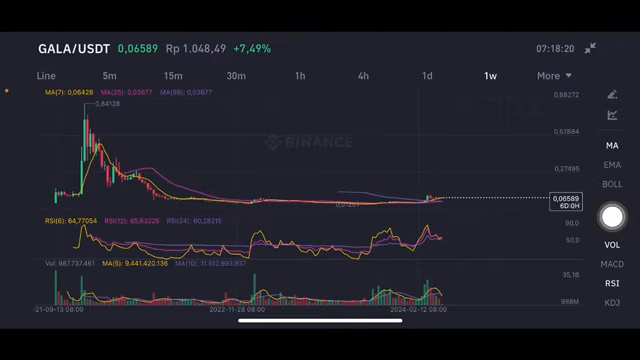 GALA/USDT 0,06589 Rp 1.048,49 +7,49% 07:18:20
Line 5m 15m 30m 1h 4h 1d 1w More
MA(7): 0,06428 MA(25): 0,03677 MA(99): 0,03677
0,84128
0,88272
0,57884
0,27495
BINANCE
0,06589
6D:0H
MA
EMA
BOLL
VOL
MACD
RSI
KDJ
RSI(6): 64,77054 RSI(12): 65,63225 RSI(24): 60,28215
90,0
50,0
Vol: 987.737.461 MA(5): 9.441.420.136 MA(10): 11.512.993.937
35,1B
988M
21-09-13 08:00 2022-11-28 08:00 2024-02-12 08:00